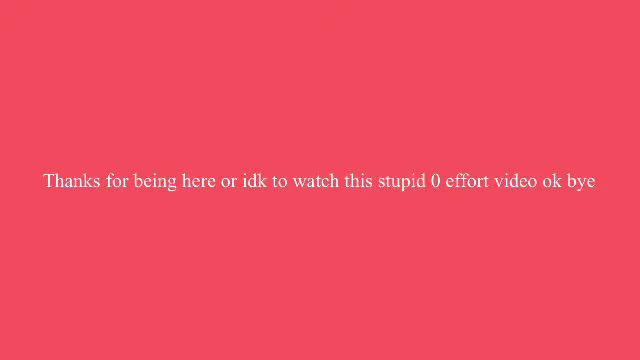 Thanks for being here or idk to watch this stupid 0 effort video ok bye